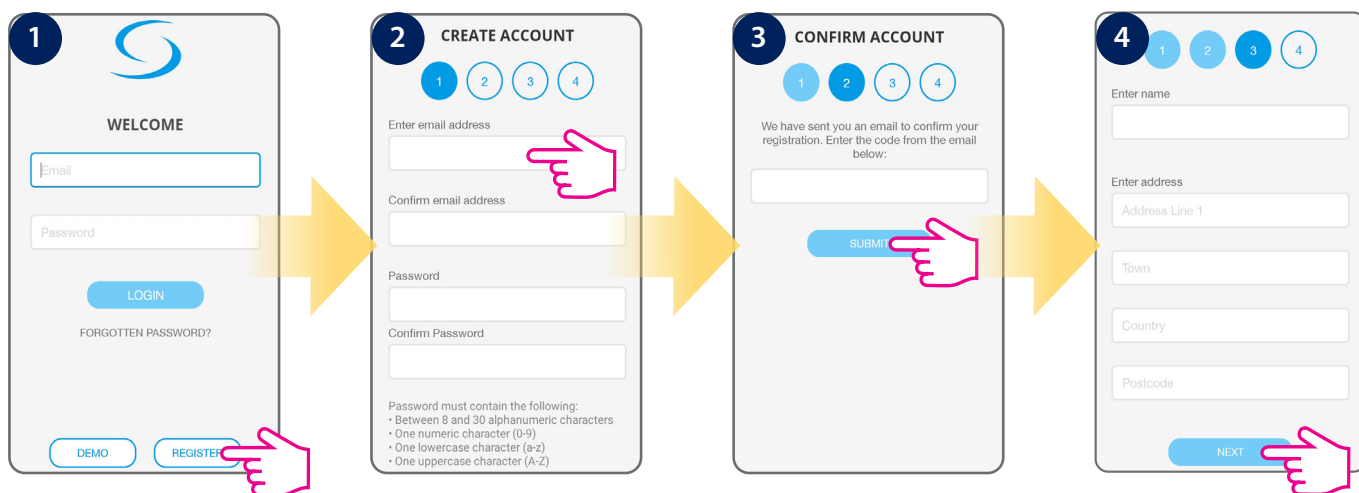 1
WELCOME
Email
Password
LOGIN
FORGOTTEN PASSWORD?
DEMO
REGISTER
2
CREATE ACCOUNT
1 2 3 4
Enter email address
Confirm email address
Password
Confirm Password
Password must contain the following:
• Between 8 and 30 alphanumeric characters
• One numeric character (0-9)
• One lowercase character (a-z)
• One uppercase character (A-Z)
3
CONFIRM ACCOUNT
1 2 3 4
We have sent you an email to confirm your
registration. Enter the code from the email
below:
SUBMIT
4
1 2 3 4
Enter name
Enter address
Address Line 1
Town
Country
Postcode
NEXT